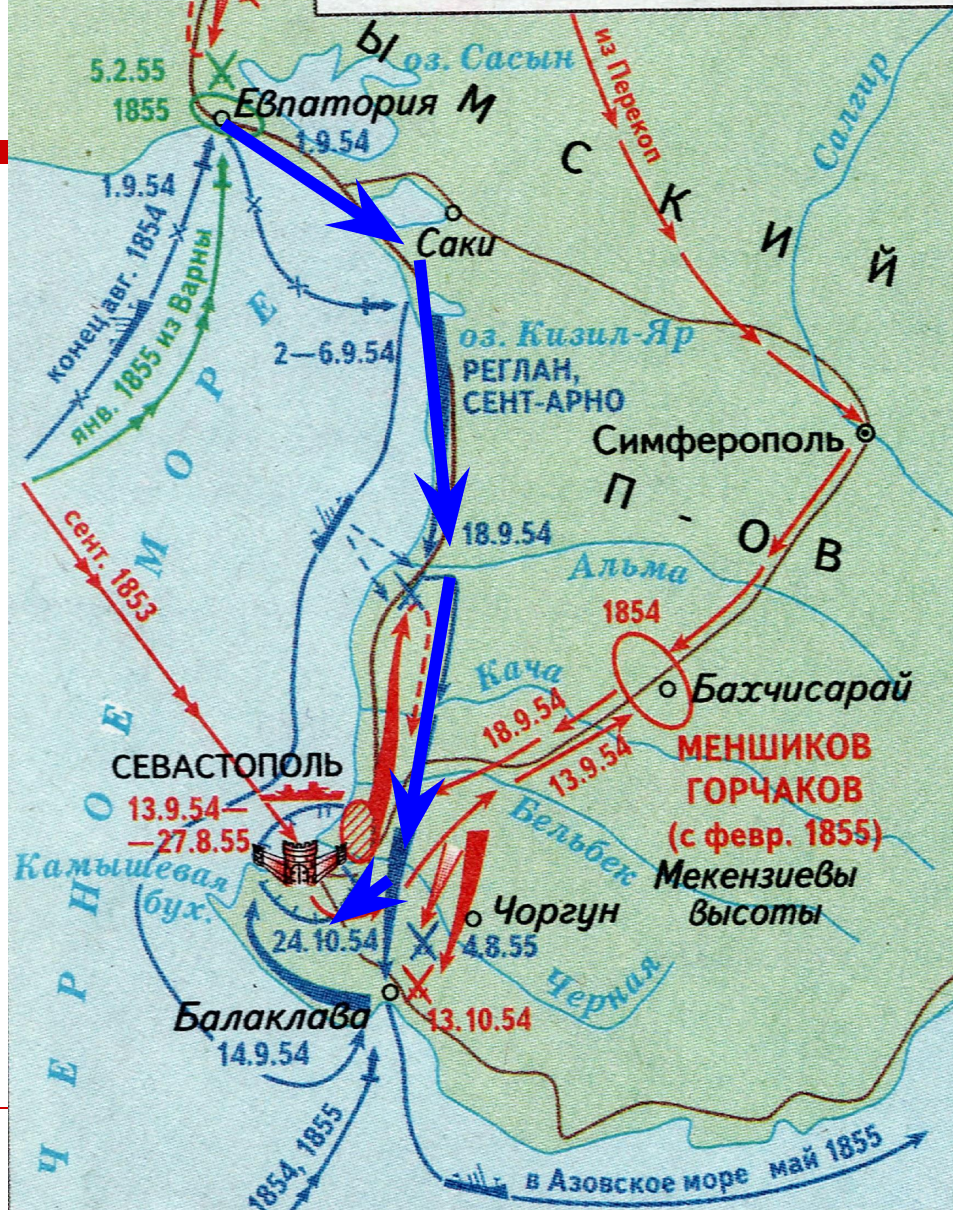 Ы
оз. Сасын
5.2.55
1855
Евпатория
М
1.9.54
из Перекоп
Салгир
С
1.9.54
К
Саки
И
Й
конец авг. 1854
янв. 1855 из Варны
2—6.9.54
оз. Кизил-Яр
РЕГЛАН,
СЕНТ-АРНО
Симферополь
П-ОВ
18.9.54
Альма
сент. 1853
1854
Кача
Бахчисарай
18.9.54
13.9.54
МЕНШИКОВ
ГОРЧАКОВ
(с февр. 1855)
СЕВАСТОПОЛЬ
13.9.54—
—27.8.55
Бельбек
Камышевая
бух.
Мекензиевы
высоты
Чоргун
24.10.54
4.8.55
Черная
Балаклава
13.10.54
14.9.54
1854, 1855
в Азовское море май 1855
ЧЕРНОЕ МОРЕ